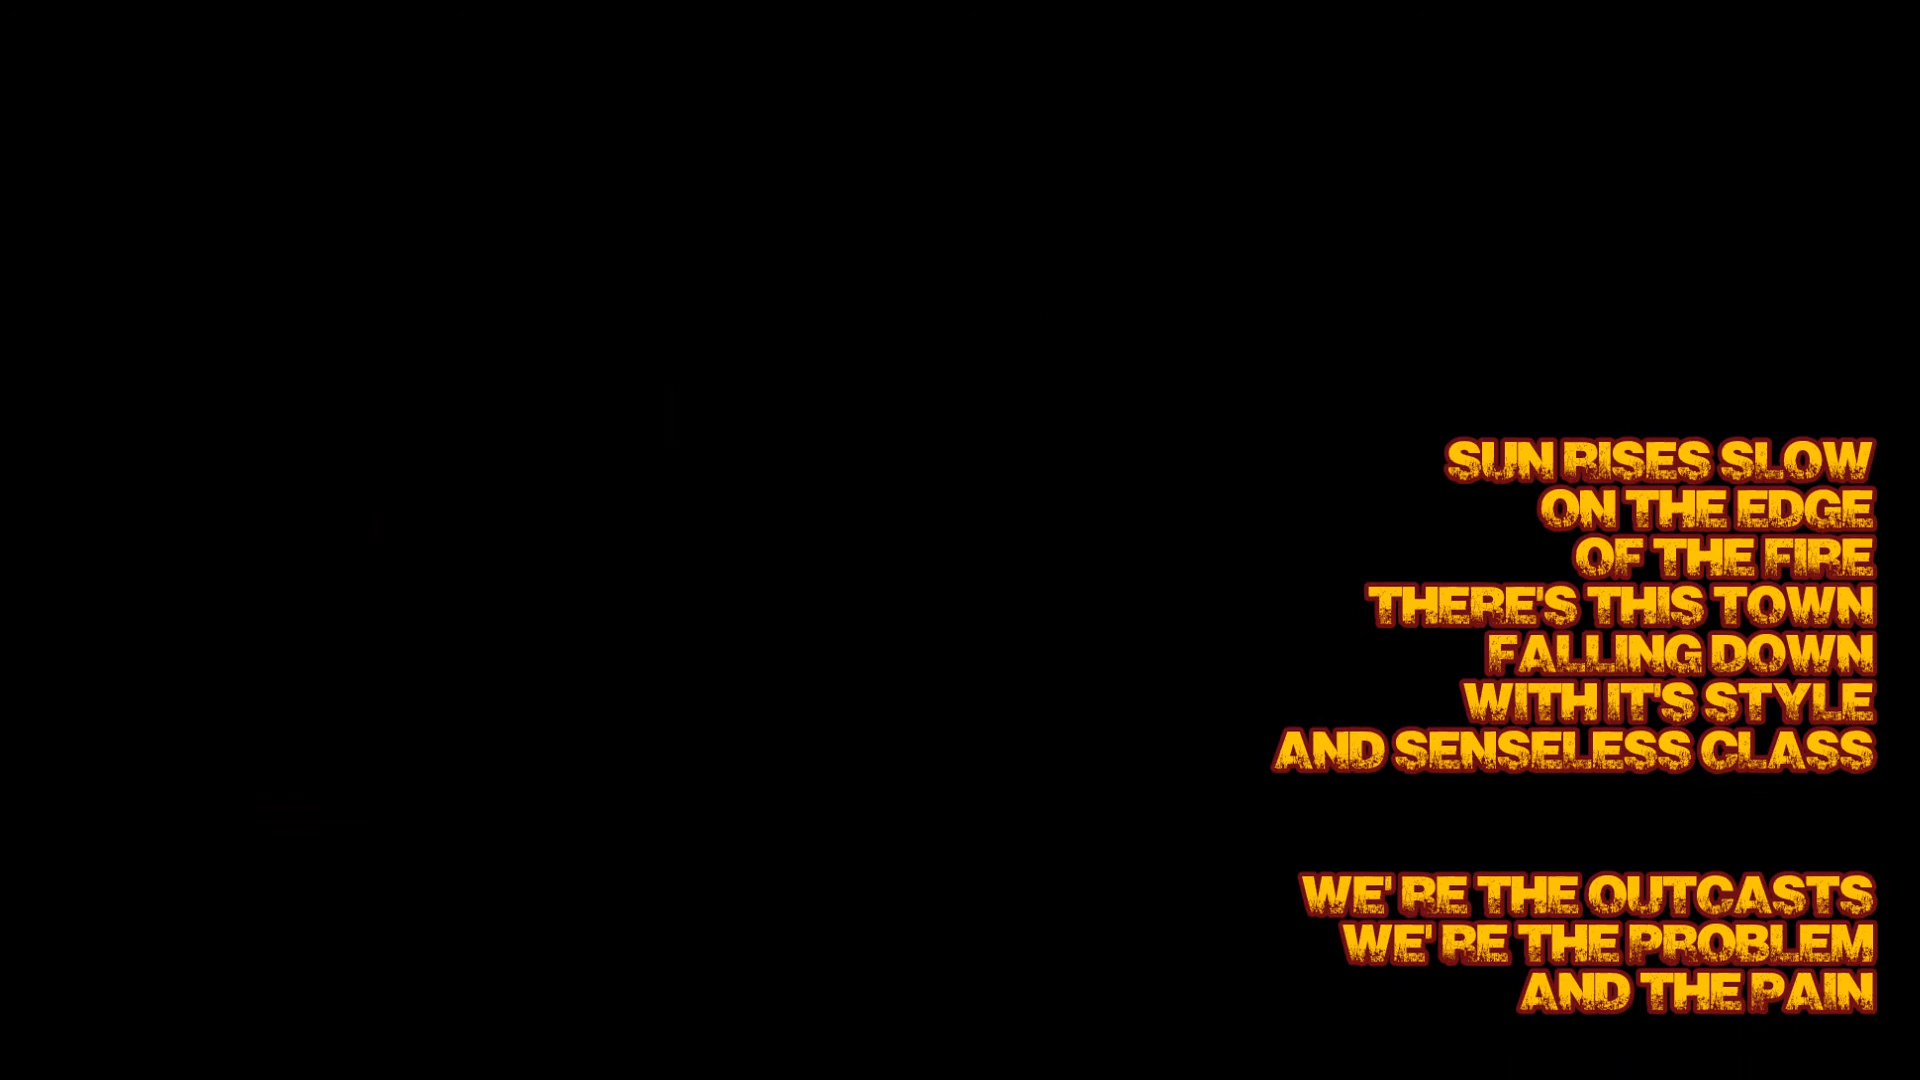 SUN RISES SLOW
ON THE EDGE
OF THE FIRE
THERE'S THIS TOWN
FALLING DOWN
WITH IT'S STYLE
AND SENSELESS CLASS
WE' RE THE OUTCASTS
WE' RE THE PROBLEM
AND THE PAIN